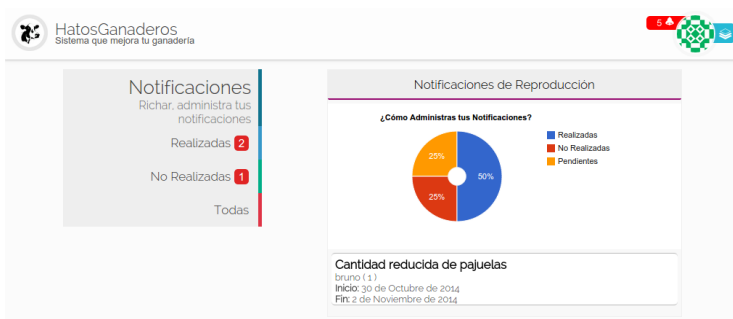 HatosGanaderos
Sistema que mejora tu ganadería
5
Notificaciones
Richar, administra tus
notificaciones
Realizadas 2
No Realizadas 1
Todas
Notificaciones de Reproducción
¿Cómo Administras tus Notificaciones?
25%
50%
25%
Realizadas
No Realizadas
Pendientes
Cantidad reducida de pajuelas
bruno ( 1 )
Inicio: 30 de Octubre de 2014
Fin: 2 de Noviembre de 2014